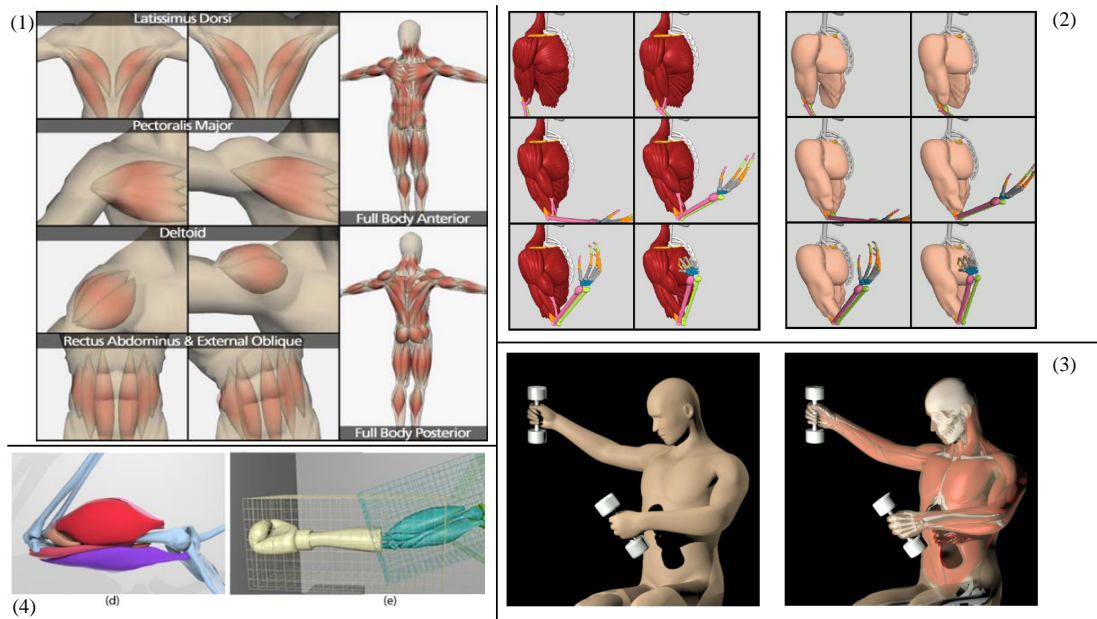 (1)
Latissimus Dorsi
Pectoralis Major
Full Body Anterior
Deltoid
Rectus Abdominus & External Oblique
Full Body Posterior
(2)
(3)
(d)
(e)
(4)